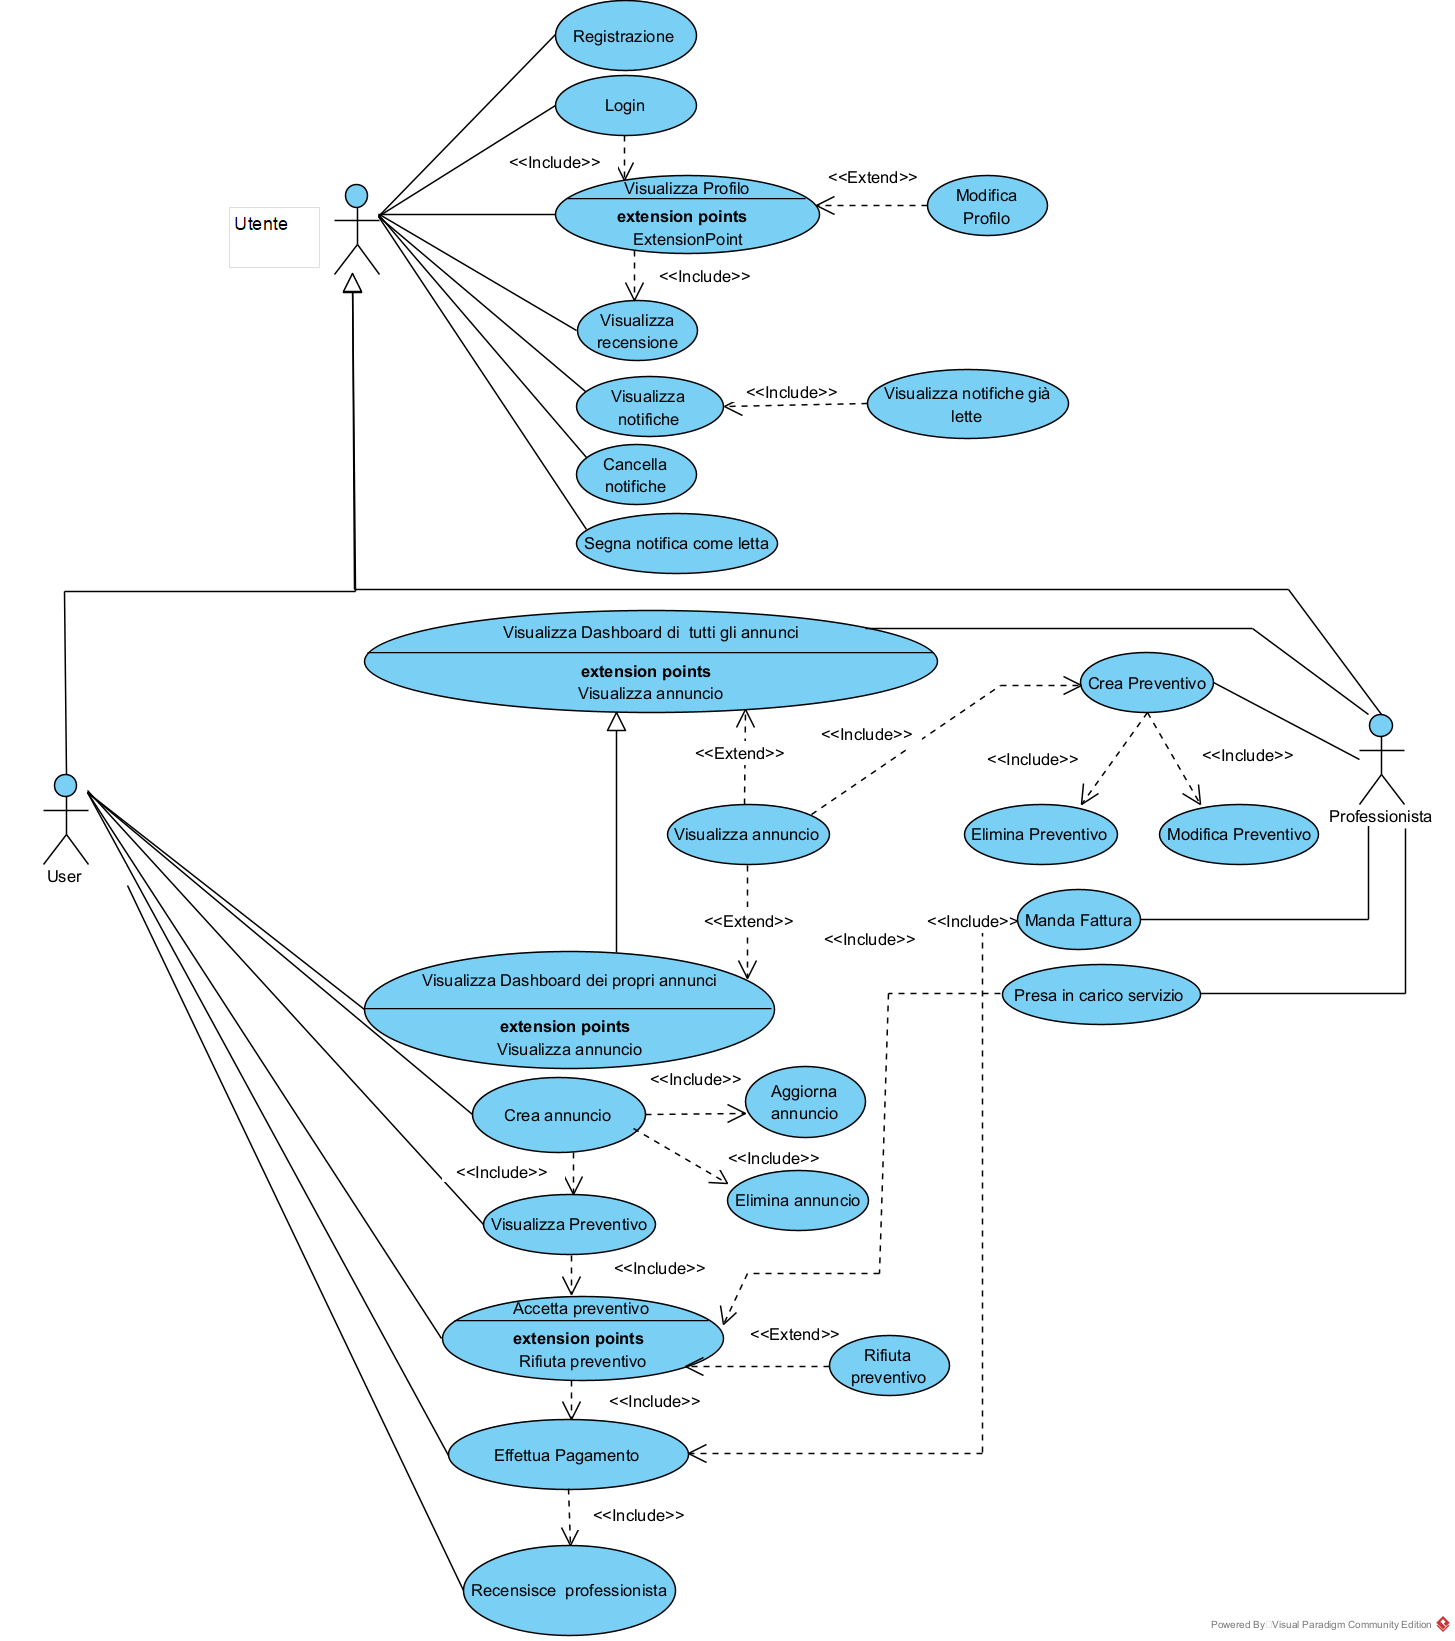 Registrazione
Login
<<Include>>
Visualizza Profilo
extension points
ExtensionPoint
<<Extend>>
Modifica
Profilo
Utente
<<Include>>
Visualizza
recensione
Visualizza
notifiche
<<Include>>
Visualizza notifiche già
lette
Cancella
notifiche
Segna notifica come letta
Visualizza Dashboard di  tutti gli annunci
extension points
Visualizza annuncio
Crea Preventivo
<<Extend>>
<<Include>>
<<Include>>
<<Include>>
Professionista
Visualizza annuncio
Elimina Preventivo
Modifica Preventivo
User
<<Extend>>
<<Include>>
<<Include>>
Manda Fattura
Presa in carico servizio
Visualizza Dashboard dei propri annunci
extension points
Visualizza annuncio
<<Include>>
Aggiorna
annuncio
Crea annuncio
<<Include>>
<<Include>>
Elimina annuncio
Visualizza Preventivo
<<Include>>
Accetta preventivo
extension points
Rifiuta preventivo
<<Extend>>
Rifiuta
preventivo
<<Include>>
Effettua Pagamento
<<Include>>
Recensisce  professionista
Powered By Visual Paradigm Community Edition